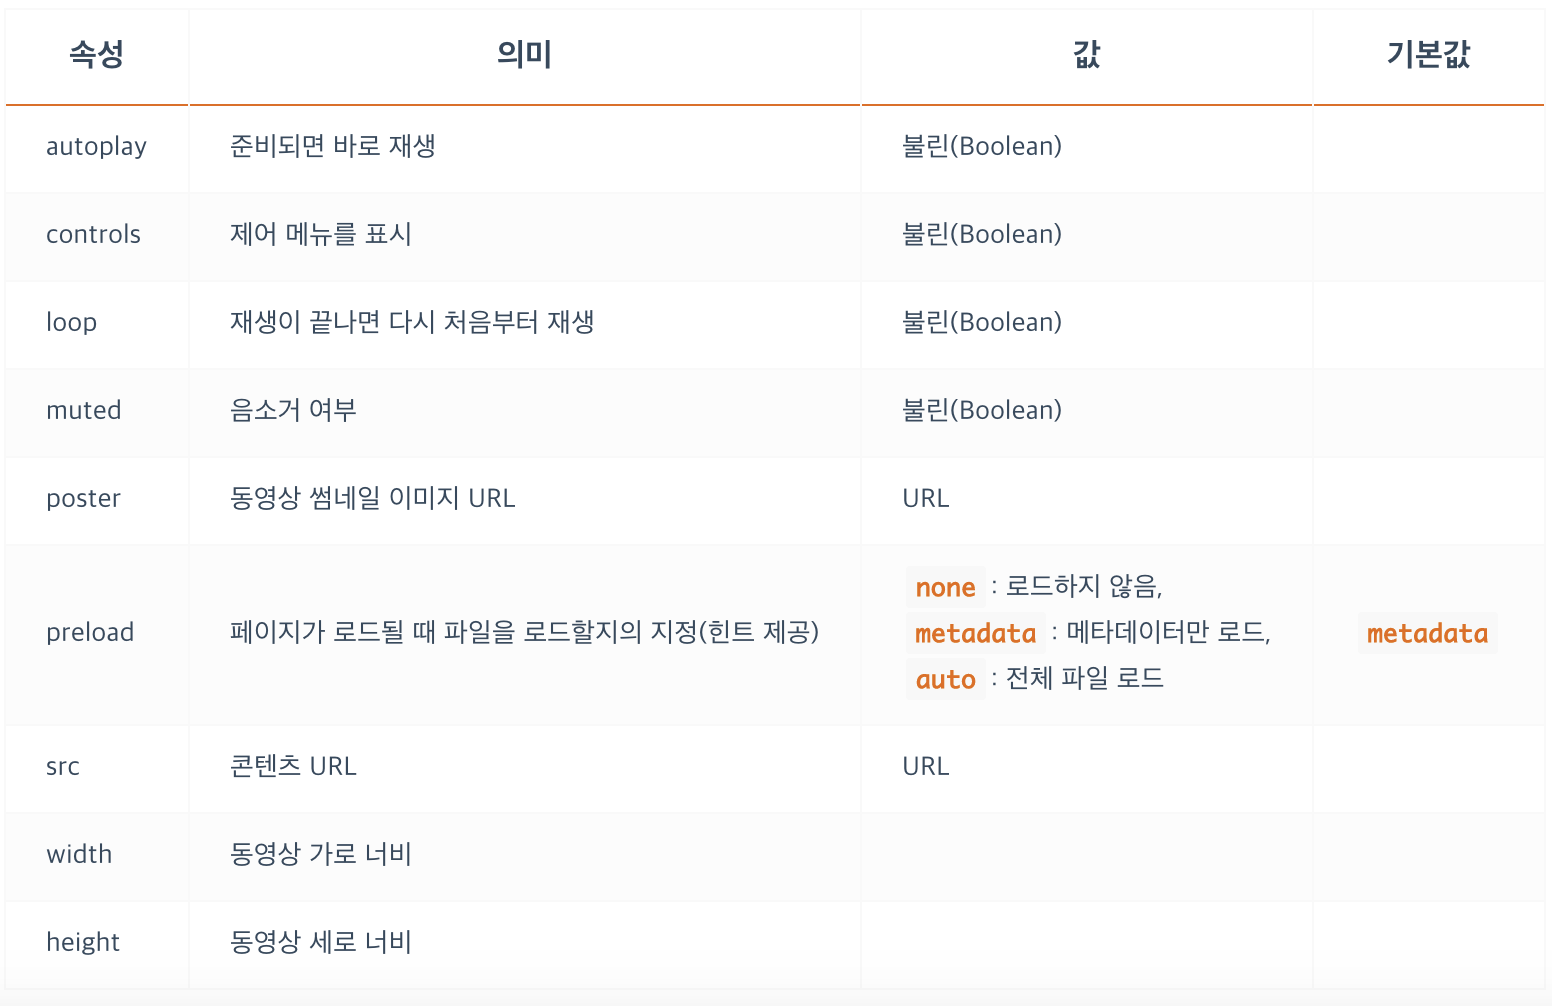 속성 의미 값 기본값
autoplay 준비되면 바로 재생 불린(Boolean)
controls 제어 메뉴를 표시 불린(Boolean)
loop 재생이 끝나면 다시 처음부터 재생 불린(Boolean)
muted 음소거 여부 불린(Boolean)
poster 동영상 썸네일 이미지 URL URL
preload 페이지가 로드될 때 파일을 로드할지의 지정(힌트 제공) none : 로드하지 않음,
metadata : 메타데이터만 로드,
auto : 전체 파일 로드
metadata
src 콘텐츠 URL URL
width 동영상 가로 너비
height 동영상 세로 너비